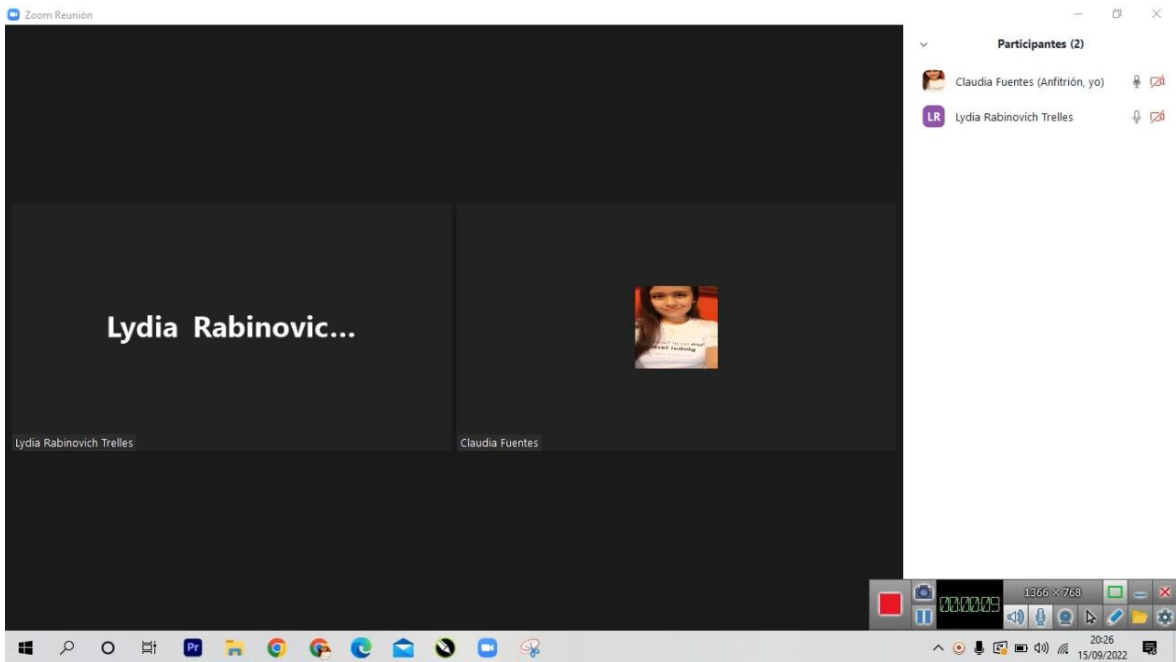 Zoom Reunión
Participantes (2)
Claudia Fuentes (Anfitrión, yo)
LR
Lydia Rabinovich Trelles
Lydia Rabinovic...
Lydia Rabinovich Trelles
Claudia Fuentes
00:00:09
1366 × 768
Pr
20:26
15/09/2022